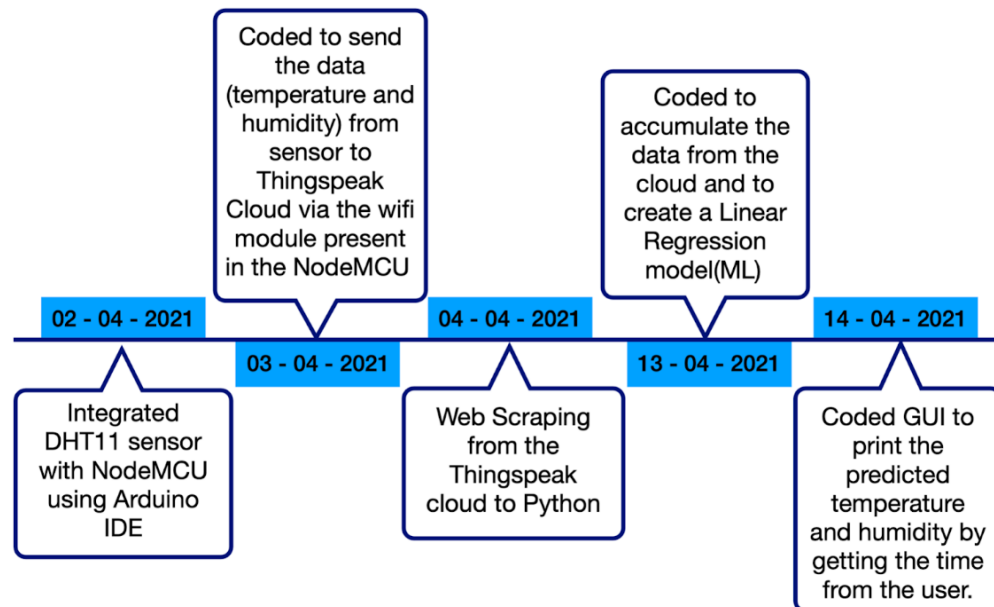 Coded to send
the data
(temperature and
humidity) from
sensor to
Thingspeak
Cloud via the wifi
module present
in the NodeMCU
Coded to
accumulate the
data from the
cloud and to
create a Linear
Regression
model(ML)
02 - 04 - 2021
04 - 04 - 2021
14 - 04 - 2021
03 - 04 - 2021
13 - 04 - 2021
Integrated
DHT11 sensor
with NodeMCU
using Arduino
IDE
Web Scraping
from the
Thingspeak
cloud to Python
Coded GUI to
print the
predicted
temperature
and humidity by
getting the time
from the user.